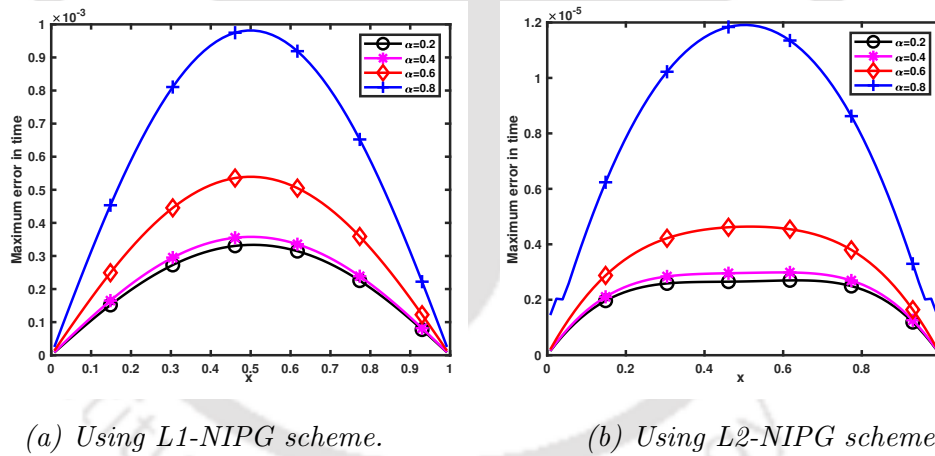 ×10⁻³
1
0.9
0.8
0.7
0.6
0.5
0.4
0.3
0.2
0.1
0
Maximum error in time
α=0.2
α=0.4
α=0.6
α=0.8
0 0.1 0.2 0.3 0.4 0.5 0.6 0.7 0.8 0.9 1
x
(a) Using L1-NIPG scheme.
×10⁻⁵
1.2
1
0.8
0.6
0.4
0.2
0
Maximum error in time
α=0.2
α=0.4
α=0.6
α=0.8
0 0.2 0.4 0.6 0.8
x
(b) Using L2-NIPG scheme